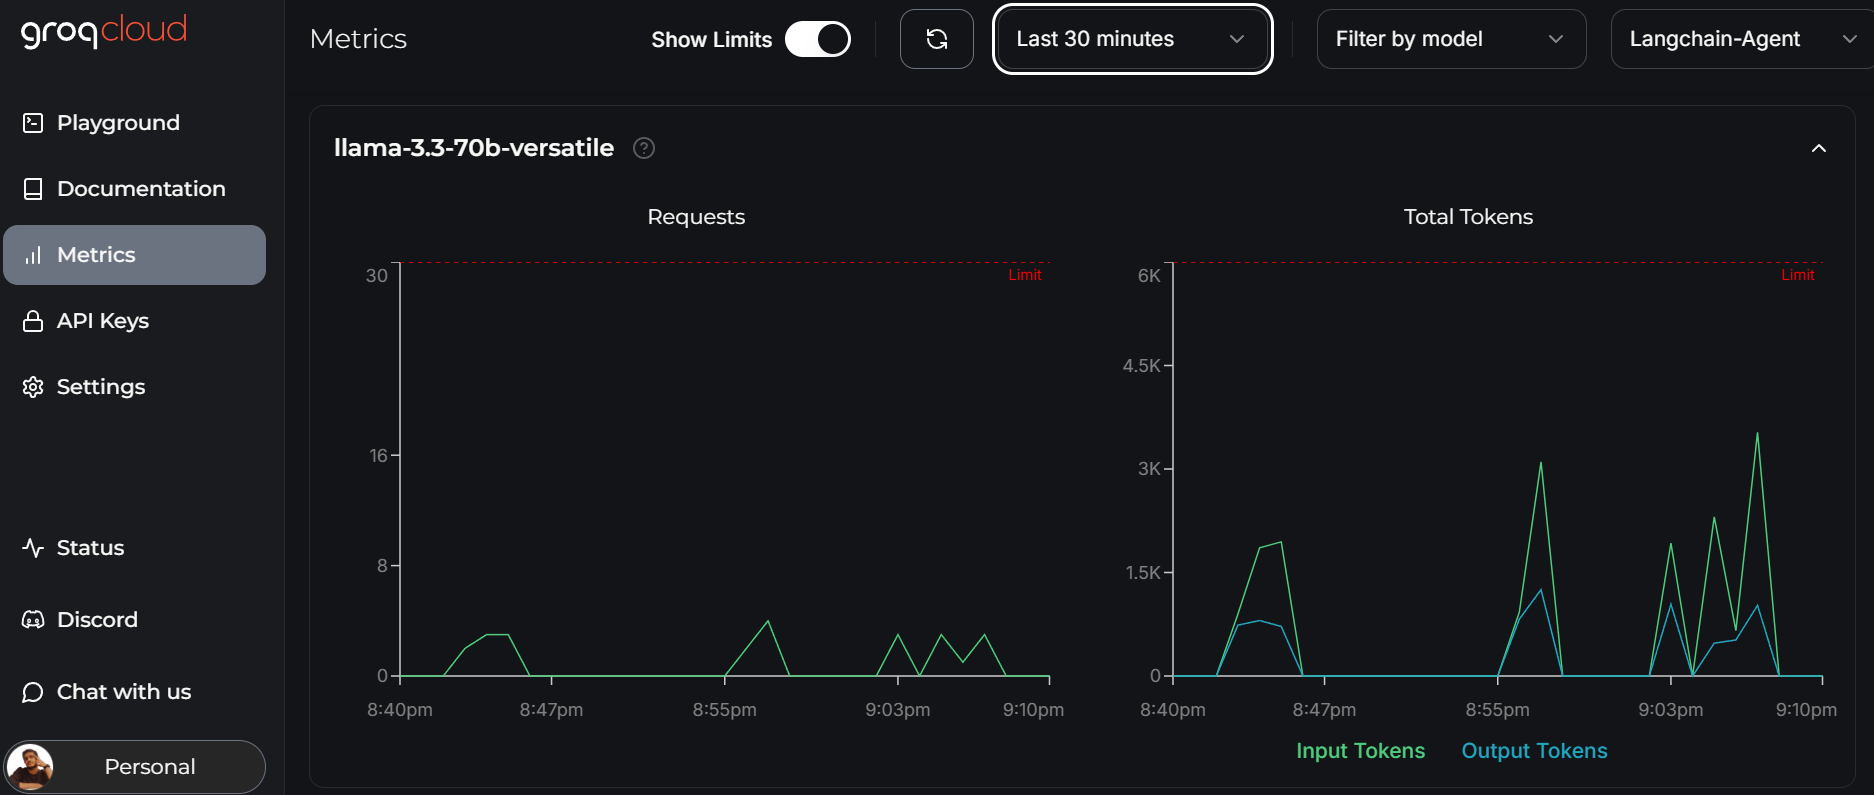 groqcloud
Playground
Documentation
Metrics
API Keys
Settings
Status
Discord
Chat with us
Personal
Metrics
Show Limits
Last 30 minutes
Filter by model
Langchain-Agent
llama-3.3-70b-versatile
?
Requests
30
16
8
0
Limit
8:40pm 8:47pm 8:55pm 9:03pm 9:10pm
Total Tokens
6K
4.5K
3K
1.5K
0
Limit
8:40pm 8:47pm 8:55pm 9:03pm 9:10pm
Input Tokens Output Tokens